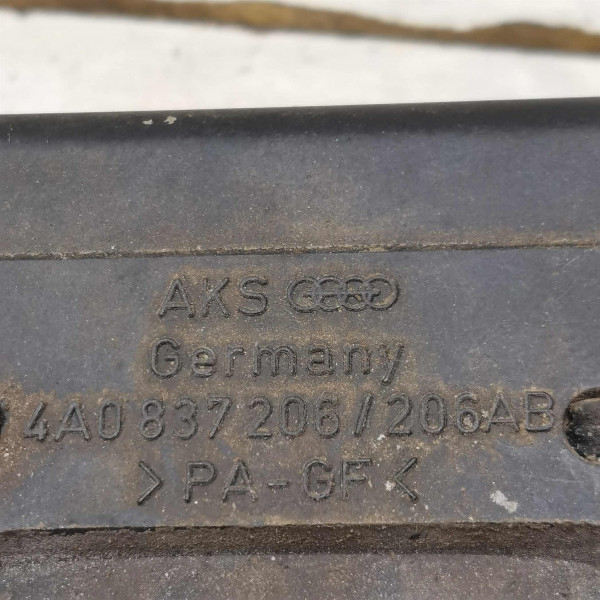 AKS
Germany
4A0 837 206/206AB
>PA-GF<